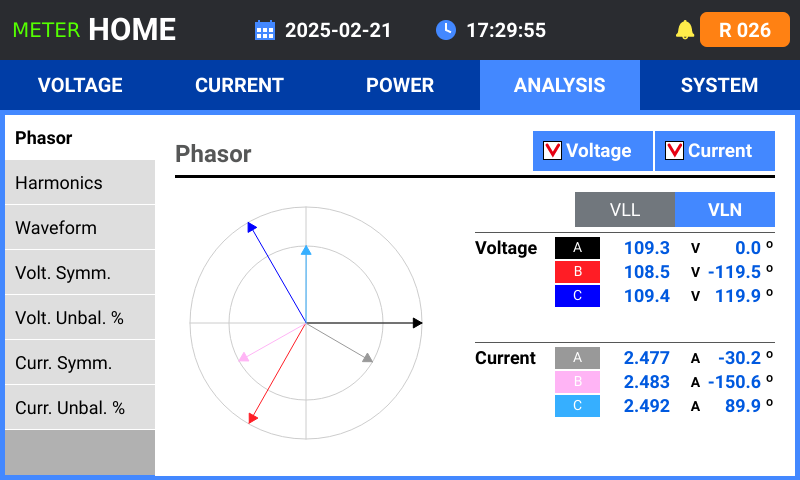 METER HOME 2025-02-21 17:29:55 R 026
VOLTAGE CURRENT POWER ANALYSIS SYSTEM
Phasor
Harmonics
Waveform
Volt. Symm.
Volt. Unbal. %
Curr. Symm.
Curr. Unbal. %
Phasor
Voltage Current
VLL VLN
Voltage A 109.3 V 0.0 º
B 108.5 V -119.5 º
C 109.4 V 119.9 º
Current A 2.477 A -30.2 º
B 2.483 A -150.6 º
C 2.492 A 89.9 º